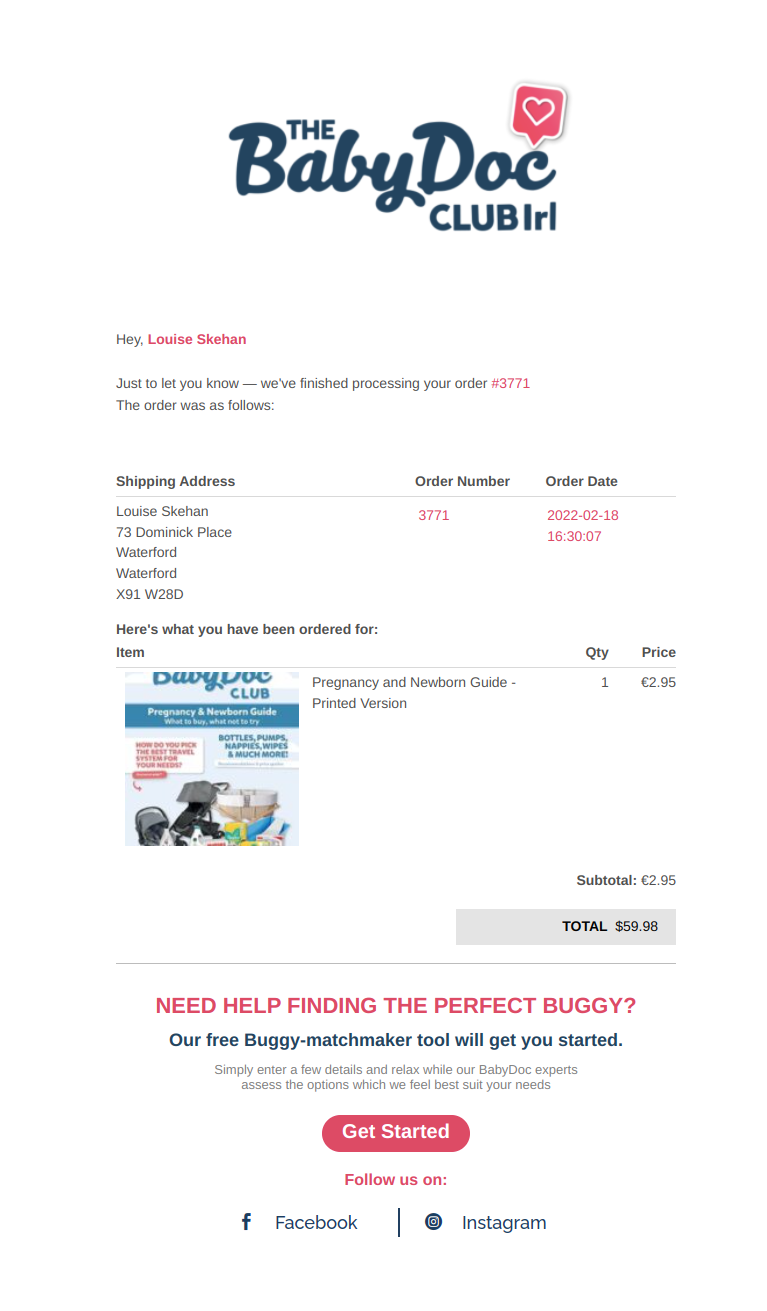 THE
BabyDoc
CLUB Irl
Hey, Louise Skehan
Just to let you know — we've finished processing your order #3771
The order was as follows:
Shipping Address Order Number Order Date
Louise Skehan 3771 2022-02-18
73 Dominick Place 16:30:07
Waterford
Waterford
X91 W28D
Here's what you have been ordered for:
Item Qty Price
Pregnancy and Newborn Guide - 1 €2.95
Printed Version
BabyDoc
CLUB
Pregnancy & Newborn Guide
What to buy, what not to try
HOW DO YOU PICK
THE BEST TRAVEL
SYSTEM FOR
YOUR NEEDS?
BOTTLES, PUMPS,
NAPPIES, WIPES
& MUCH MORE!
Subtotal: €2.95
TOTAL $59.98
NEED HELP FINDING THE PERFECT BUGGY?
Our free Buggy-matchmaker tool will get you started.
Simply enter a few details and relax while our BabyDoc experts
assess the options which we feel best suit your needs
Get Started
Follow us on:
Facebook
Instagram